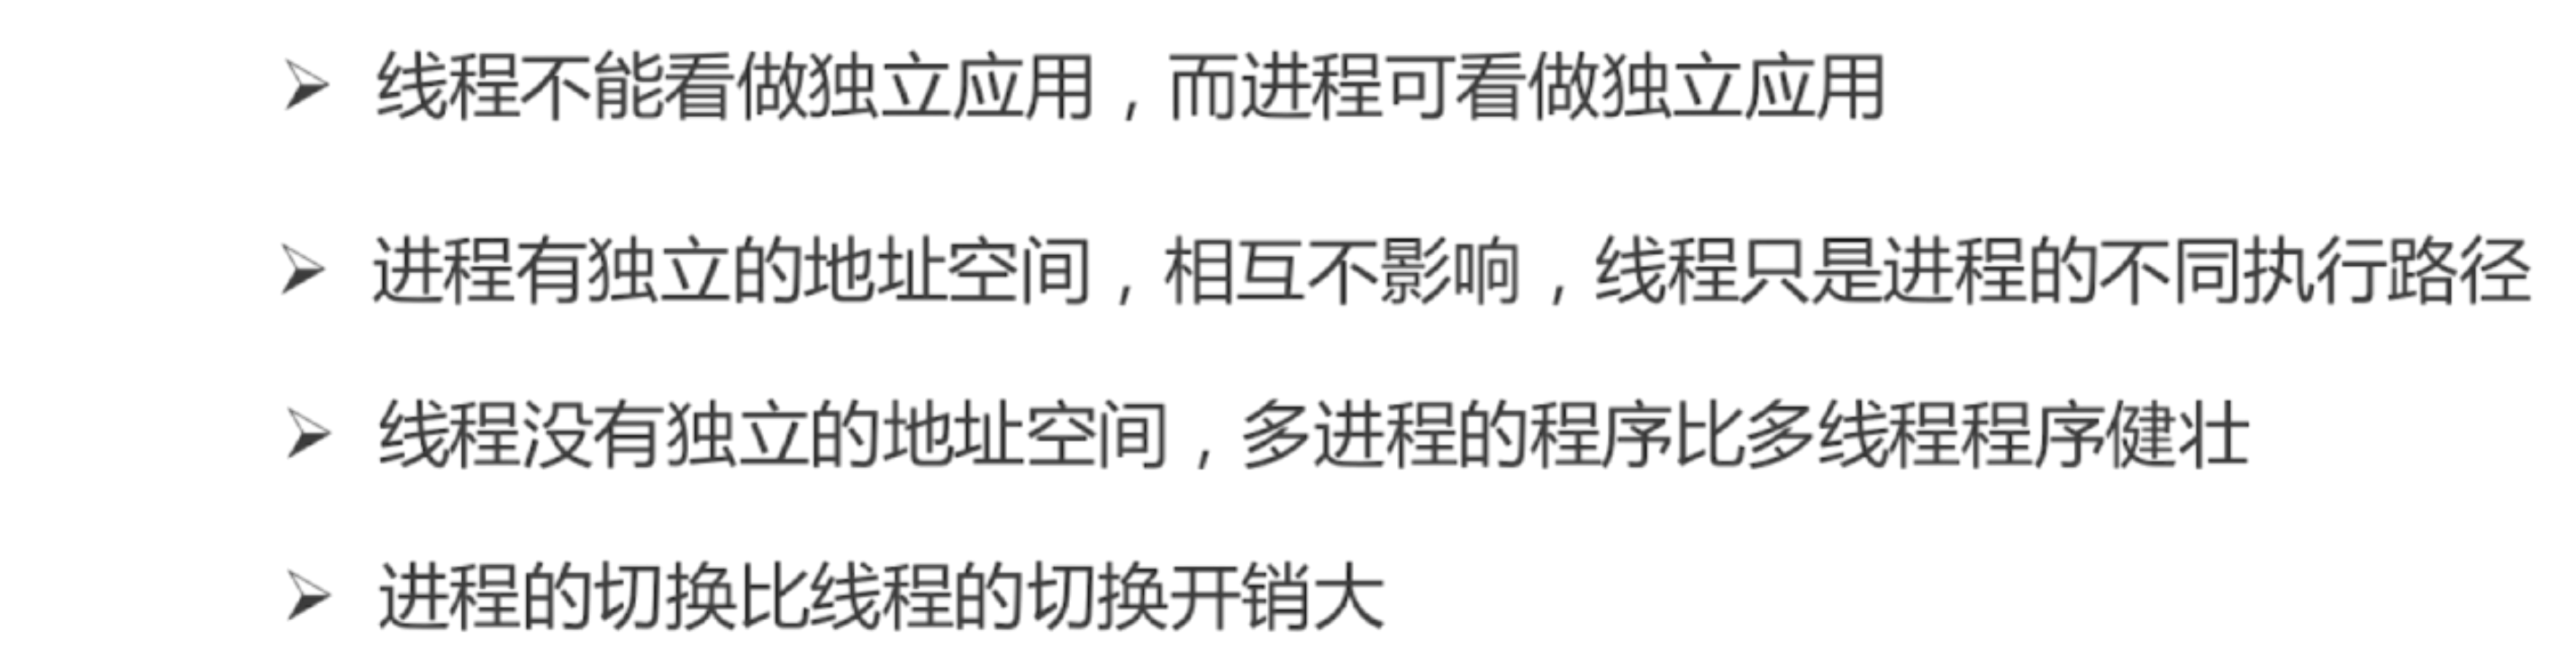 ➢ 线程不能看做独立应用，而进程可看做独立应用
➢ 进程有独立的地址空间，相互不影响，线程只是进程的不同执行路径
➢ 线程没有独立的地址空间，多进程的程序比多线程程序健壮
➢ 进程的切换比线程的切换开销大